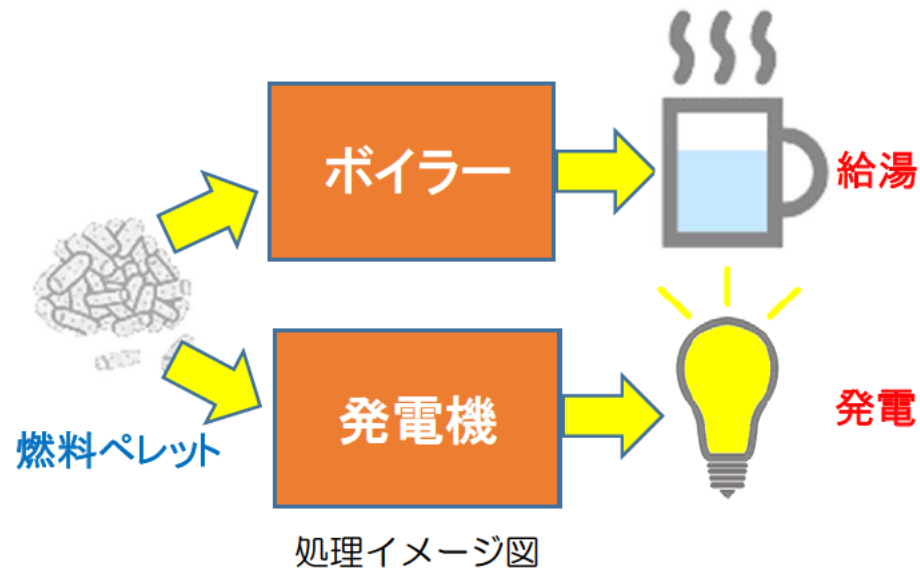 ボイラー
給湯
燃料ペレット
発電機
発電
処理イメージ図